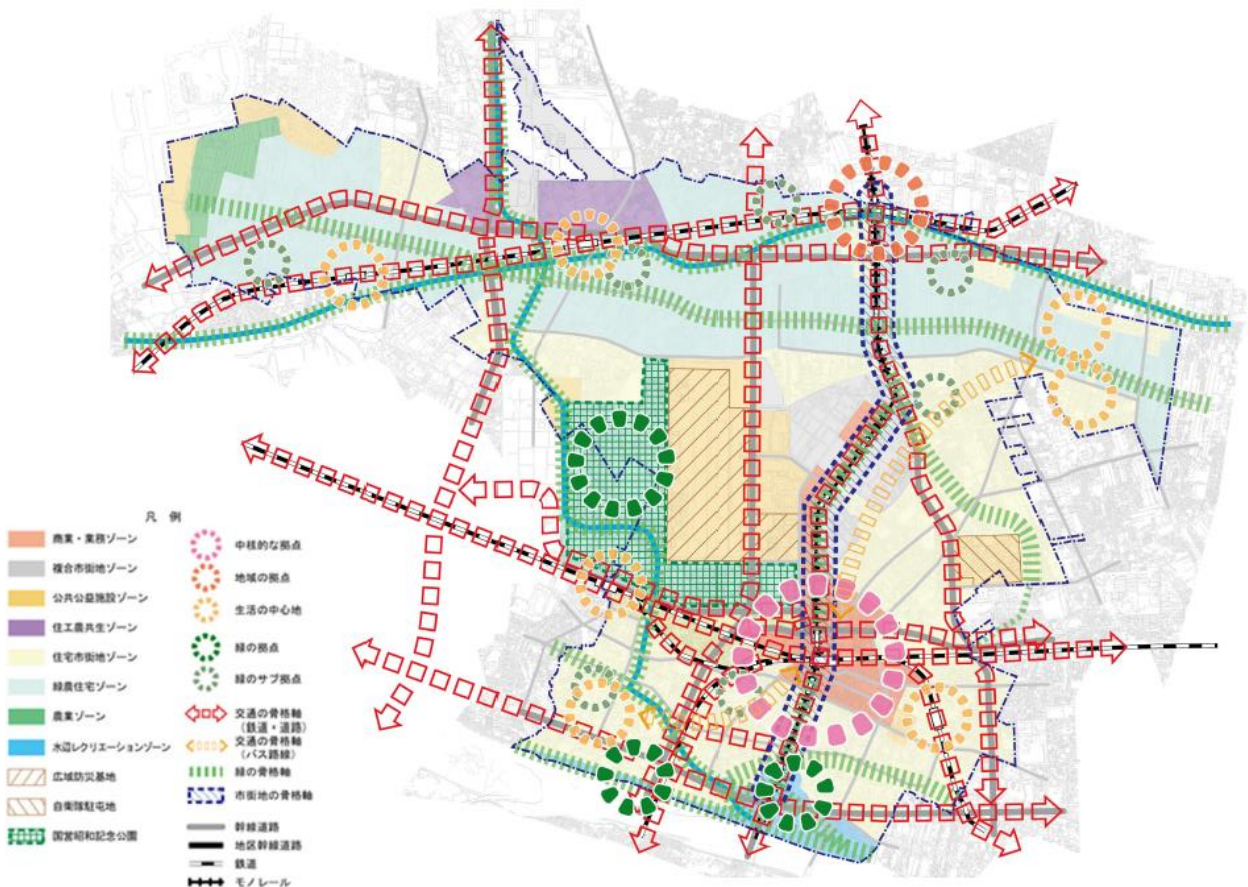 凡 例
商業・業務ゾーン
複合市街地ゾーン
公共公益施設ゾーン
住工農共生ゾーン
住宅市街地ゾーン
緑農住宅ゾーン
農業ゾーン
水辺レクリエーションゾーン
広域防災基地
自衛隊駐屯地
国営昭和記念公園
中核的な拠点
地域の拠点
生活の中心地
緑の拠点
緑のサブ拠点
交通の骨格軸
(鉄道・道路)
交通の骨格軸
(バス路線)
緑の骨格軸
市街地の骨格軸
幹線道路
地区幹線道路
鉄道
モノレール